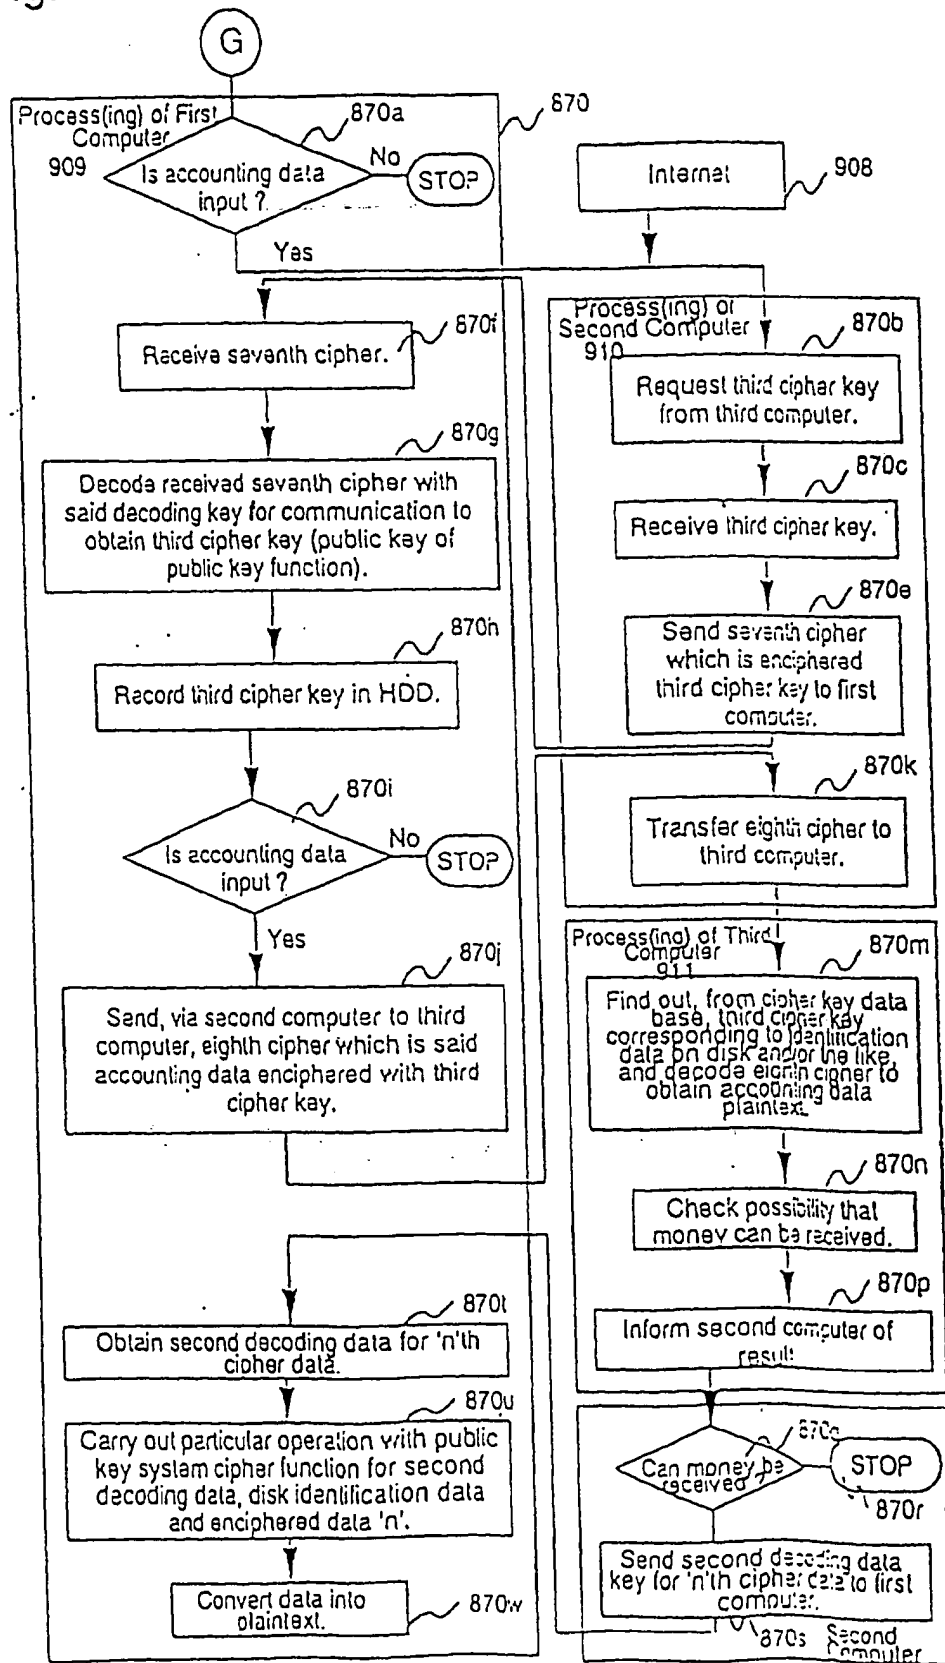 G
Process(ing) of First
Computer
909
870a
870
Is accounting data
input ?
No
STOP
Yes
Internet
908
Receive seventh cipher.
870f
870g
Decode received seventh cipher with
said decoding key for communication to
obtain third cipher key (public key of
public key function).
870h
Record third cipher key in HDD.
870i
Is accounting data
input ?
No
STOP
Yes
870j
Send, via second computer to third
computer, eighth cipher which is said
accounting data enciphered with third
cipher key.
870t
Obtain second decoding data for 'n'th
cipher data.
870u
Carry out particular operation with public
key system cipher function for second
decoding data, disk identification data
and enciphered data 'n'.
Convert data into
plaintext.
870w
Process(ing) of
Second Computer
910
870b
Request third cipher key
from third computer.
870c
Receive third cipher key.
870e
Send seventh cipher
which is enciphered
third cipher key to first
computer.
870k
Transfer eighth cipher to
third computer.
Process(ing) of Third
Computer
911
870m
Find out, from cipher key data
base, third cipher key
corresponding to identification
data on disk and/or the like,
and decode eighth cipher to
obtain accounting data
plaintext.
870n
Check possibility that
money can be received.
870p
Inform second computer of
result.
870q
Can money be
received
STOP
870r
Send second decoding data
key for 'n'th cipher data to first
computer.
870s
Second
Computer